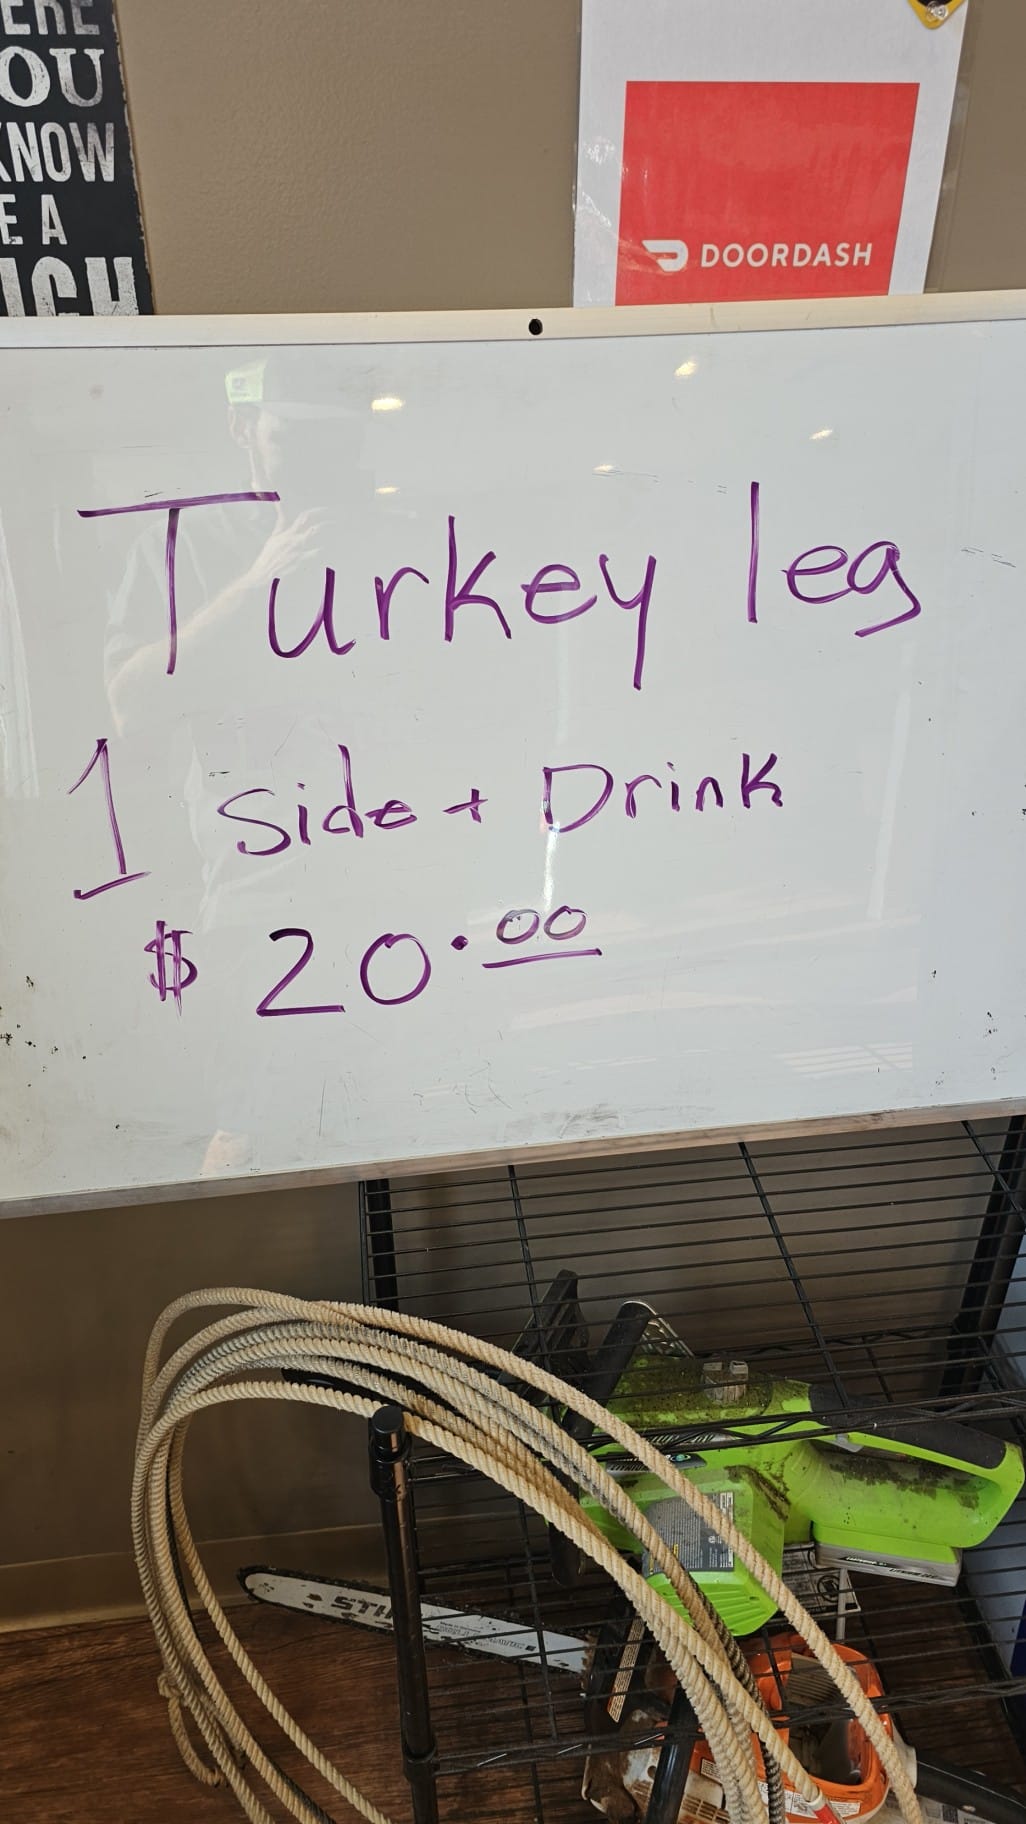 OU
KNOW
E A
DOORDASH
Turkey leg
1 Side + Drink
$ 20.00